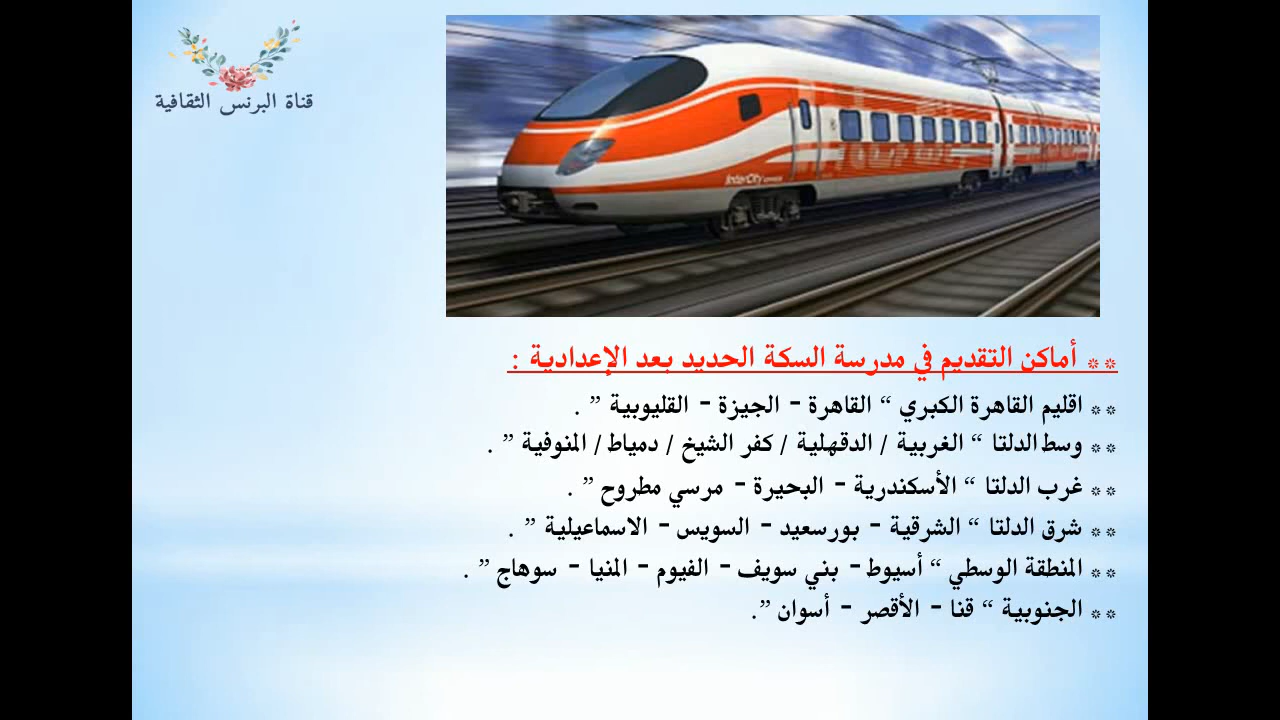 قناة البرنس الثقافية
InterCity
** أماكن التقديم في مدرسة السكة الحديد بعد الإعدادية :
** اقليم القاهرة الكبري “ القاهرة - الجيزة - القليوبية ” .
** وسط الدلتا “ الغربية / الدقهلية / كفر الشيخ / دمياط / المنوفية ” .
** غرب الدلتا “ الأسكندرية - البحيرة - مرسي مطروح ” .
** شرق الدلتا “ الشرقية - بورسعيد - السويس - الاسماعيلية ” .
** المنطقة الوسطي “ أسيوط - بني سويف - الفيوم - المنيا - سوهاج ” .
** الجنوبية “ قنا - الأقصر - أسوان ”.